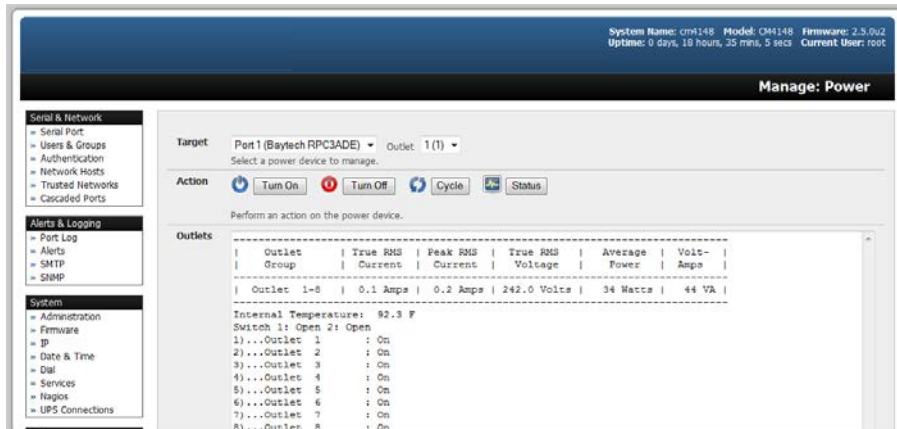 System Name: cm4148 Model: CM4148 Firmware: 2.5.0u2
Uptime: 0 days, 18 hours, 35 mins, 5 secs Current User: root
Manage: Power
Serial & Network
» Serial Port
» Users & Groups
» Authentication
» Network Hosts
» Trusted Networks
» Cascaded Ports
Alerts & Logging
» Port Log
» Alerts
» SMTP
» SNMP
System
» Administration
» Firmware
» IP
» Date & Time
» Dial
» Services
» Nagios
» UPS Connections
Target Port 1 (Baytech RPC3ADE) Outlet 1 (1)
Select a power device to manage.
Action Turn On Turn Off Cycle Status
Perform an action on the power device.
Outlets
| Outlet | True RMS | Peak RMS | True RMS | Average | Volt- |
| Group | Current | Current | Voltage | Power | Amps |
| Outlet 1-8 | 0.1 Amps | 0.2 Amps | 242.0 Volts | 34 Watts | 44 VA |
Internal Temperature: 92.3 F
Switch 1: Open 2: Open
1)...Outlet 1 : On
2)...Outlet 2 : On
3)...Outlet 3 : On
4)...Outlet 4 : On
5)...Outlet 5 : On
6)...Outlet 6 : On
7)...Outlet 7 : On
8)...Outlet 8 : On